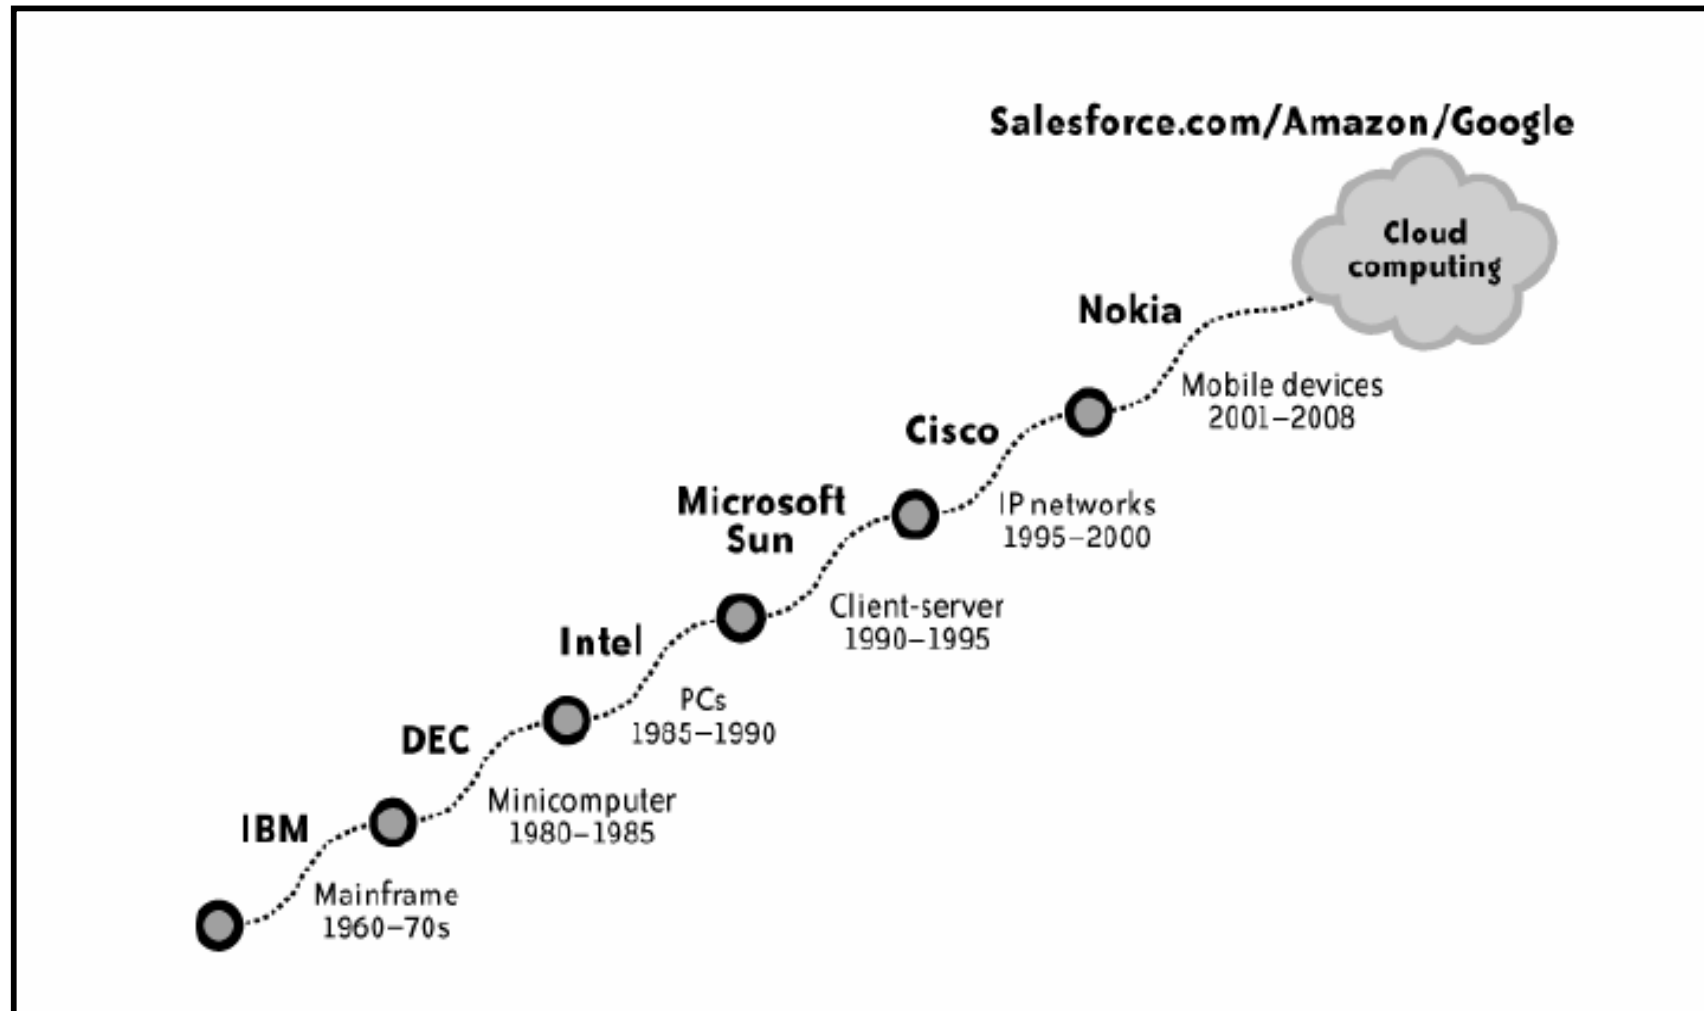 Salesforce.com/Amazon/Google
Cloud
computing
Nokia
Mobile devices
2001–2008
Cisco
IP networks
1995–2000
Microsoft
Sun
Client-server
1990–1995
Intel
PCs
1985–1990
DEC
Minicomputer
1980–1985
IBM
Mainframe
1960–70s